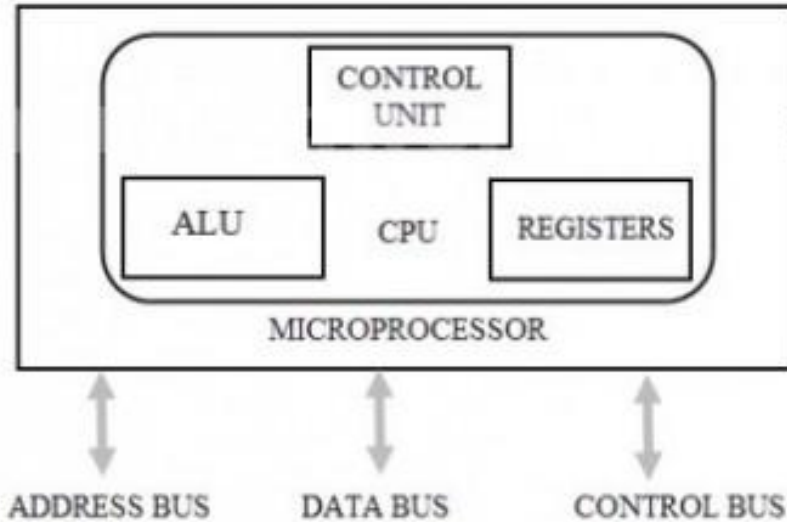 CONTROL
UNIT
ALU
CPU
REGISTERS
MICROPROCESSOR
ADDRESS BUS
DATA BUS
CONTROL BUS